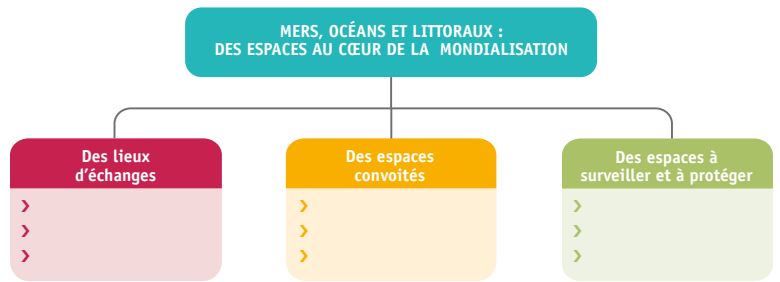 MERS, OCÉANS ET LITTORAUX :
DES ESPACES AU CŒUR DE LA MONDIALISATION
Des lieux
d'échanges
Des espaces
convoités
Des espaces à
surveiller et à protéger